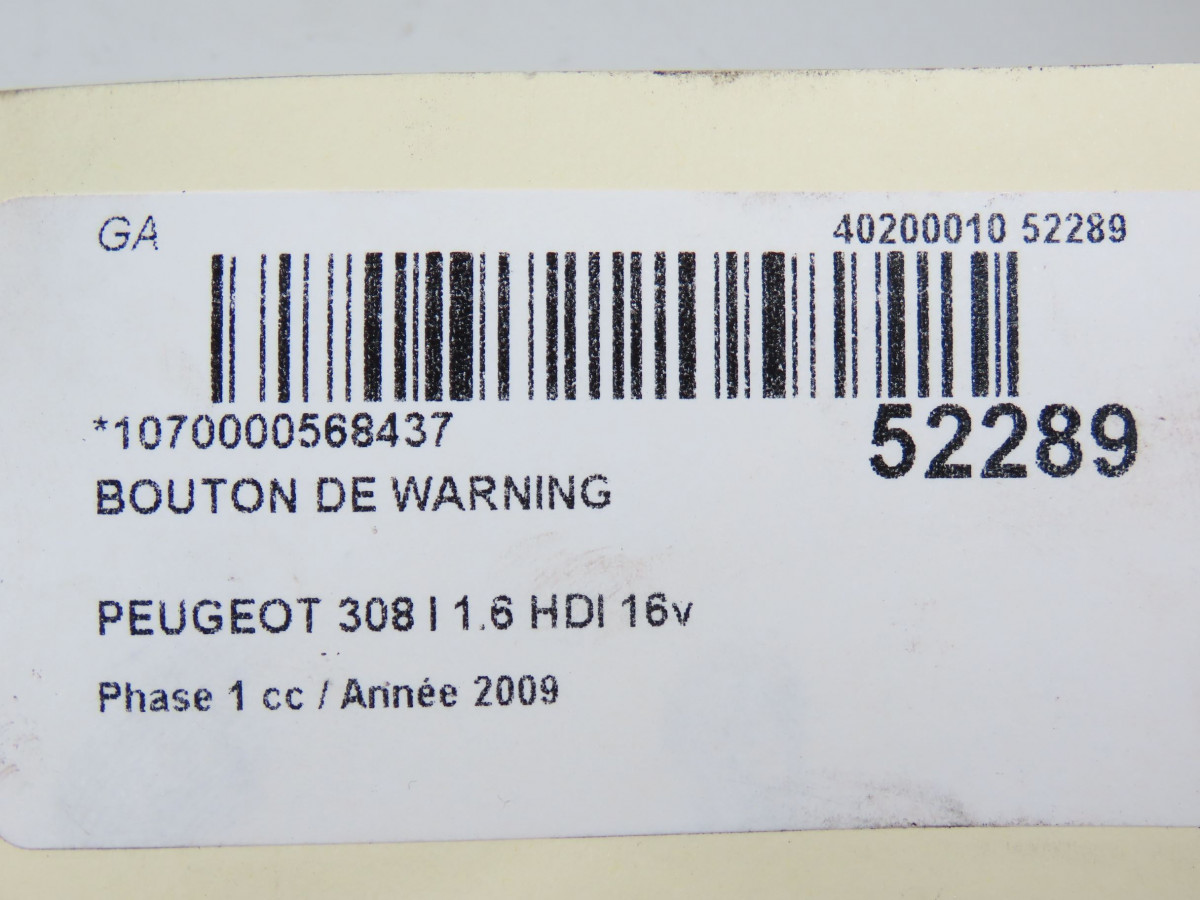 GA
40200010 52289
*1070000568437
52289
BOUTON DE WARNING
PEUGEOT 308 I 1.6 HDI 16v
Phase 1 cc / Année 2009